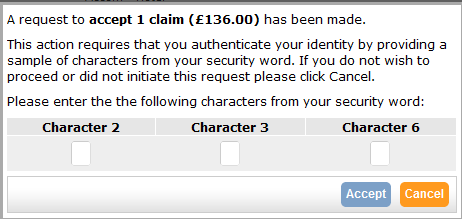 A request to accept 1 claim (£136.00) has been made.
This action requires that you authenticate your identity by providing a
sample of characters from your security word. If you do not wish to
proceed or did not initiate this request please click Cancel.
Please enter the the following characters from your security word:
Character 2 Character 3 Character 6
Accept Cancel